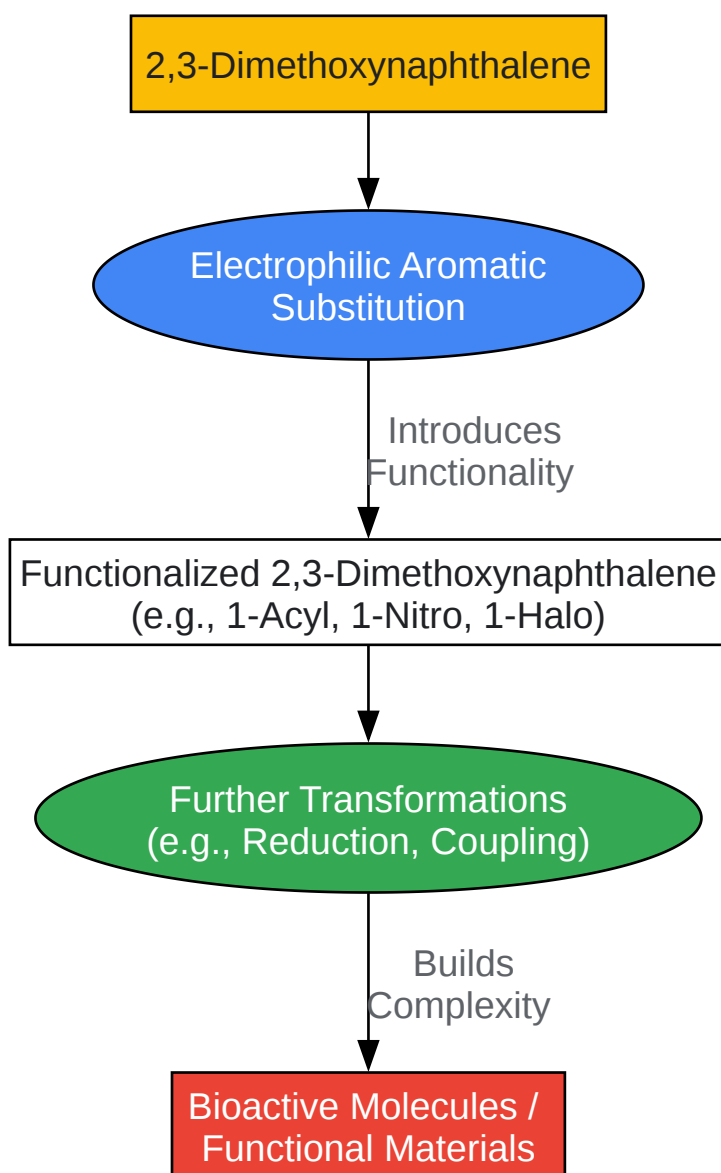 2,3-Dimethoxynaphthalene
Electrophilic Aromatic
Substitution
Introduces
Functionality
Functionalized 2,3-Dimethoxynaphthalene
(e.g., 1-Acyl, 1-Nitro, 1-Halo)
Further Transformations
(e.g., Reduction, Coupling)
Builds
Complexity
Bioactive Molecules /
Functional Materials